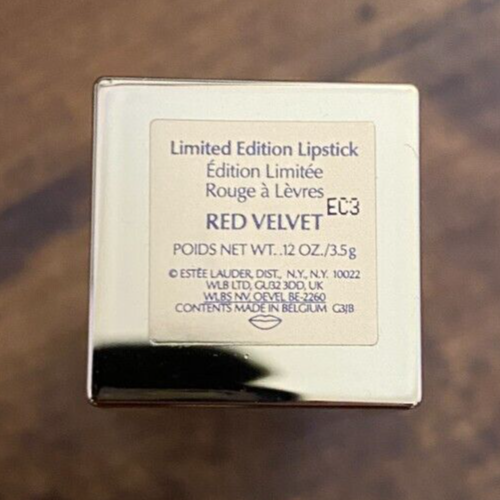 Limited Edition Lipstick
Édition Limitée
Rouge à Lèvres
EC3
RED VELVET
POIDS NET WT. .12 OZ./3.5g
© ESTĒE LAUDER, DIST., N.Y., N.Y. 10022
WLB LTD, GU32 3DD, UK
WLBS NV, OEVEL BE-2260
CONTENTS MADE IN BELGIUM G3JB